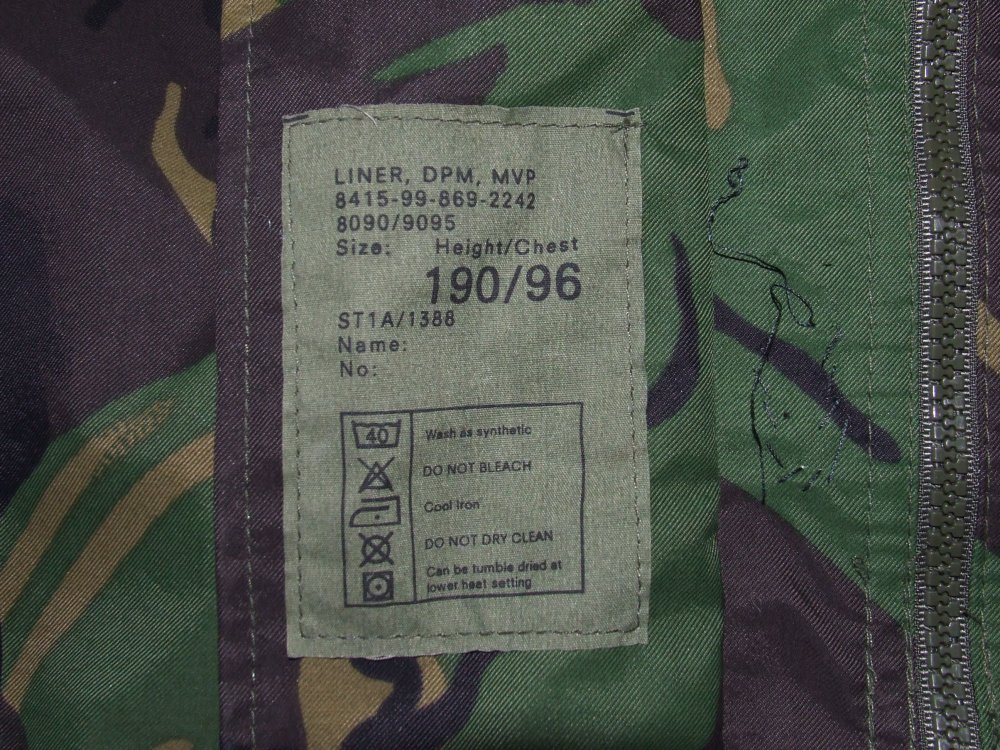 LINER, DPM, MVP
8415-99-869-2242
8090/9095
Size: Height/Chest
190/96
ST1A/1388
Name:
No:
40 Wash as synthetic
DO NOT BLEACH
Cool Iron
DO NOT DRY CLEAN
Can be tumble dried at
lower heat setting